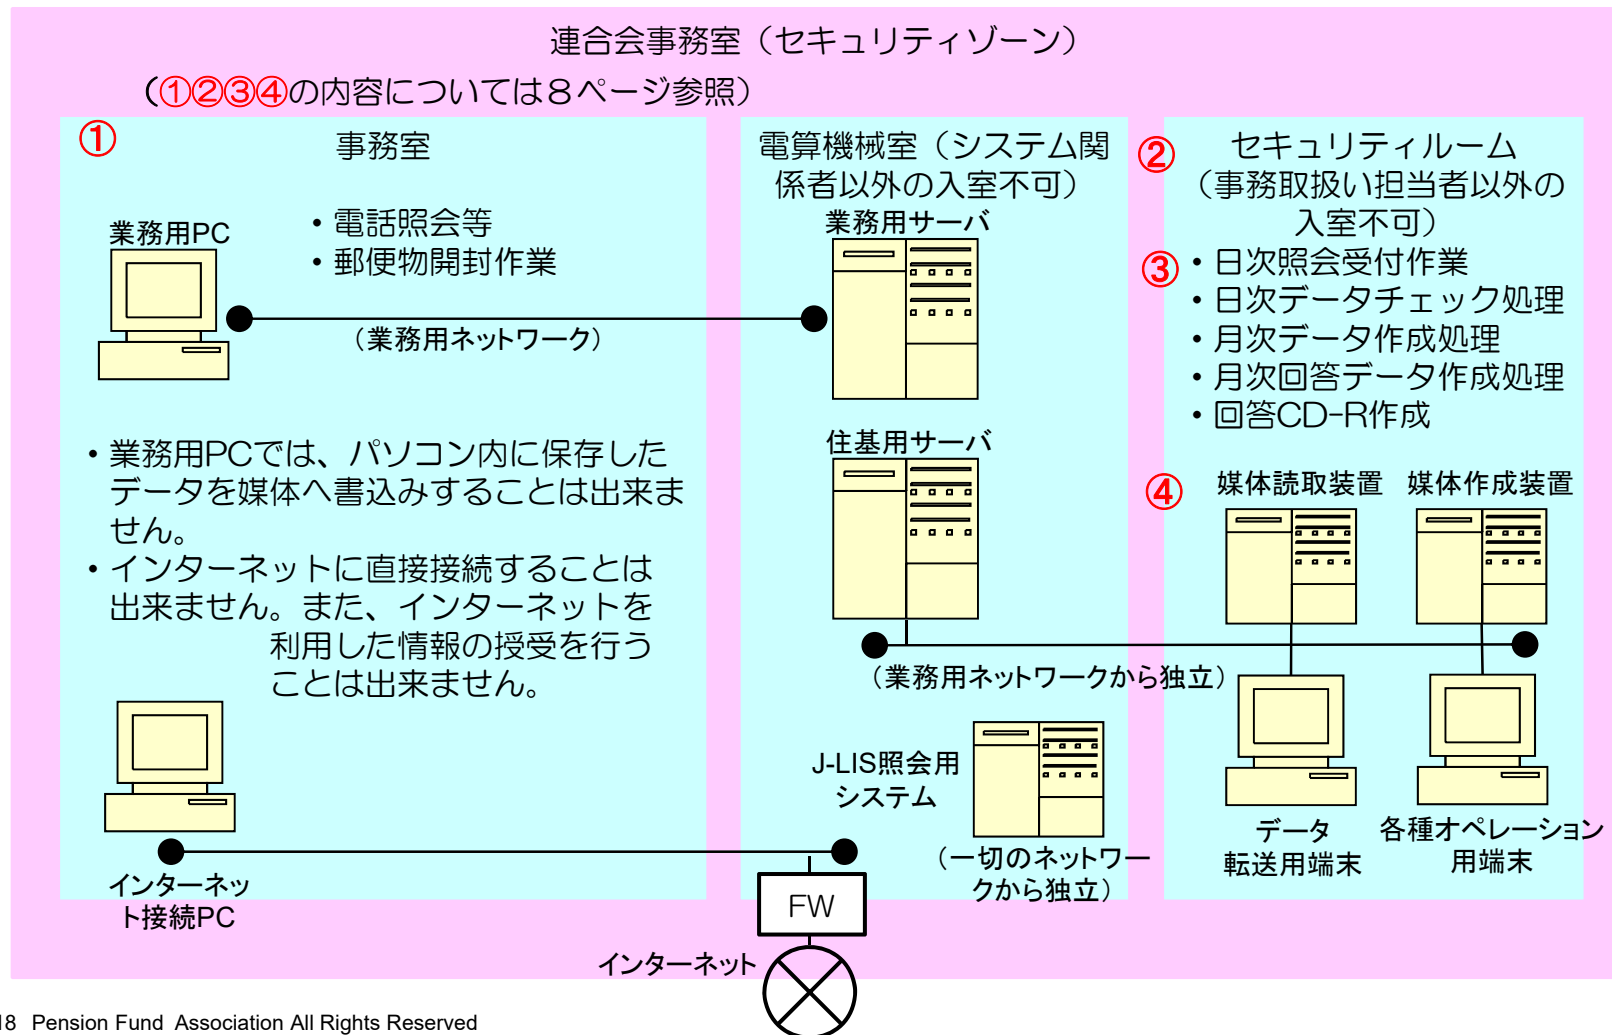 連合会事務室（セキュリティゾーン）
（①②③④の内容については８ページ参照）
①
事務室
業務用PC
・電話照会等
・郵便物開封作業
（業務用ネットワーク）
・業務用PCでは、パソコン内に保存した
データを媒体へ書込みすることは出来ま
せん。
・インターネットに直接接続することは
出来ません。また、インターネットを
利用した情報の授受を行う
ことは出来ません。
インターネッ
ト接続PC
電算機械室（システム関
係者以外の入室不可）
業務用サーバ
住基用サーバ
（業務用ネットワークから独立）
J-LIS照会用
システム
（一切のネットワー
クから独立）
FW
インターネット
②
セキュリティルーム
（事務取扱い担当者以外の
入室不可）
③
・日次照会受付作業
・日次データチェック処理
・月次データ作成処理
・月次回答データ作成処理
・回答CD-R作成
④
媒体読取装置
媒体作成装置
データ
転送用端末
各種オペレーション
用端末
18 Pension Fund Association All Rights Reserved